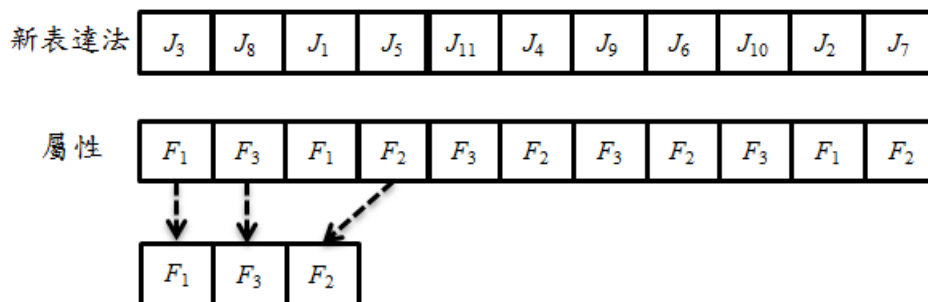 新表達法 J3 J8 J1 J5 J11 J4 J9 J6 J10 J2 J7
屬性 F1 F3 F1 F2 F3 F2 F3 F2 F3 F1 F2
F1 F3 F2